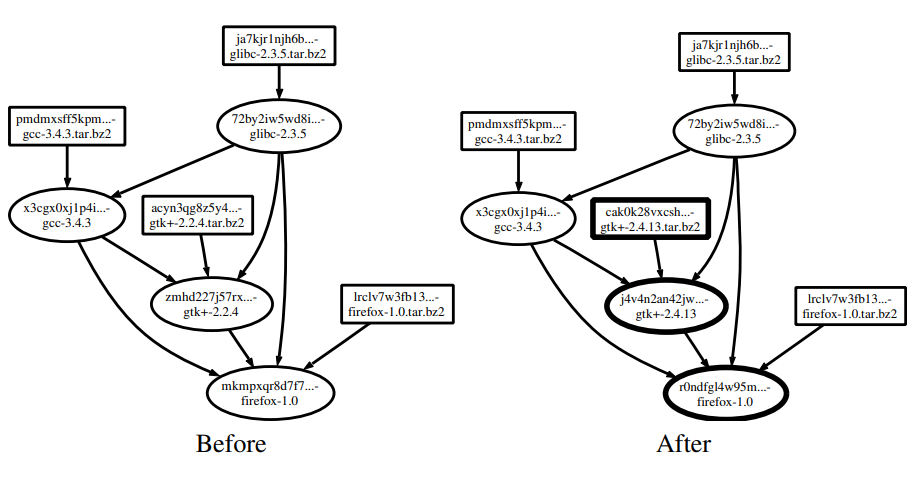 ja7kjr1njh6b...-
glibc-2.3.5.tar.bz2
pmdmxsff5kpm...-
gcc-3.4.3.tar.bz2
72by2iw5wd8i...-
glibc-2.3.5
x3cgx0xj1p4i...-
gcc-3.4.3
acyn3qg8z5y4...-
gtk+-2.2.4.tar.bz2
zmhd227j57rx...-
gtk+-2.2.4
lrclv7w3fb13...-
firefox-1.0.tar.bz2
mkmpxqr8d7f7...-
firefox-1.0
Before
ja7kjr1njh6b...-
glibc-2.3.5.tar.bz2
pmdmxsff5kpm...-
gcc-3.4.3.tar.bz2
72by2iw5wd8i...-
glibc-2.3.5
x3cgx0xj1p4i...-
gcc-3.4.3
cak0k28vxcsh...-
gtk+-2.4.13.tar.bz2
j4v4n2an42jw...-
gtk+-2.4.13
lrclv7w3fb13...-
firefox-1.0.tar.bz2
r0ndfgl4w95m...-
firefox-1.0
After